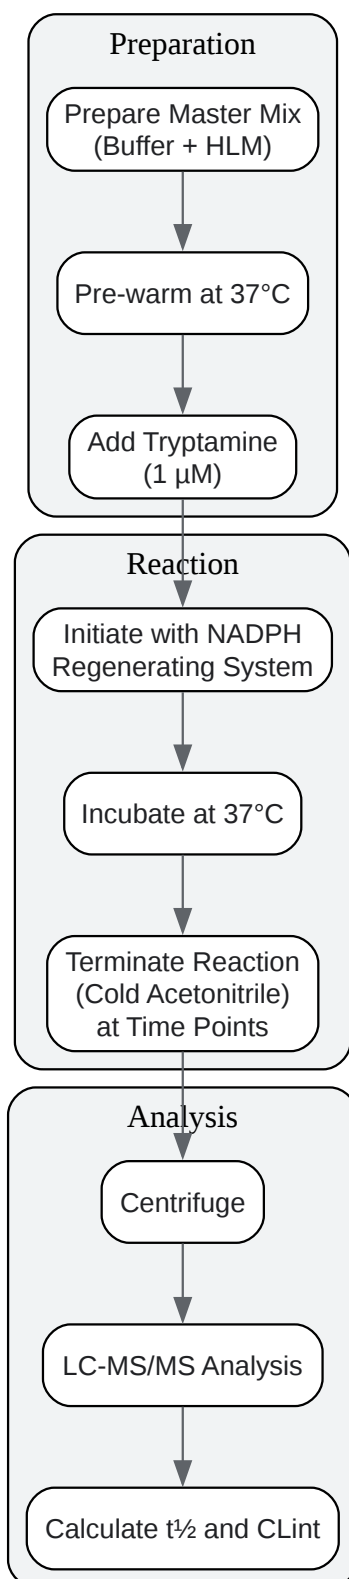 Preparation
Prepare Master Mix
(Buffer + HLM)
Pre-warm at 37°C
Add Tryptamine
(1 µM)
Reaction
Initiate with NADPH
Regenerating System
Incubate at 37°C
Terminate Reaction
(Cold Acetonitrile)
at Time Points
Analysis
Centrifuge
LC-MS/MS Analysis
Calculate t½ and CLint